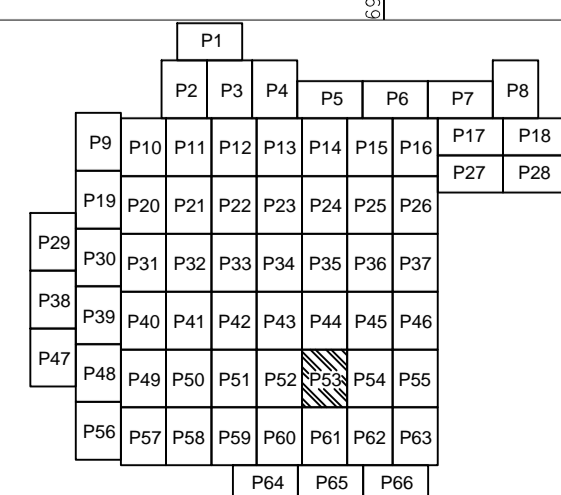 69
P1
P2 P3 P4 P8
P5 P6 P7
P9 P10 P11 P12 P13 P14 P15 P16 P17 P18
P27 P28
P19 P20 P21 P22 P23 P24 P25 P26
P29
P30 P31 P32 P33 P34 P35 P36 P37
P38
P39 P40 P41 P42 P43 P44 P45 P46
P47
P48 P49 P50 P51 P52 P53 P54 P55
P56 P57 P58 P59 P60 P61 P62 P63
P64 P65 P66